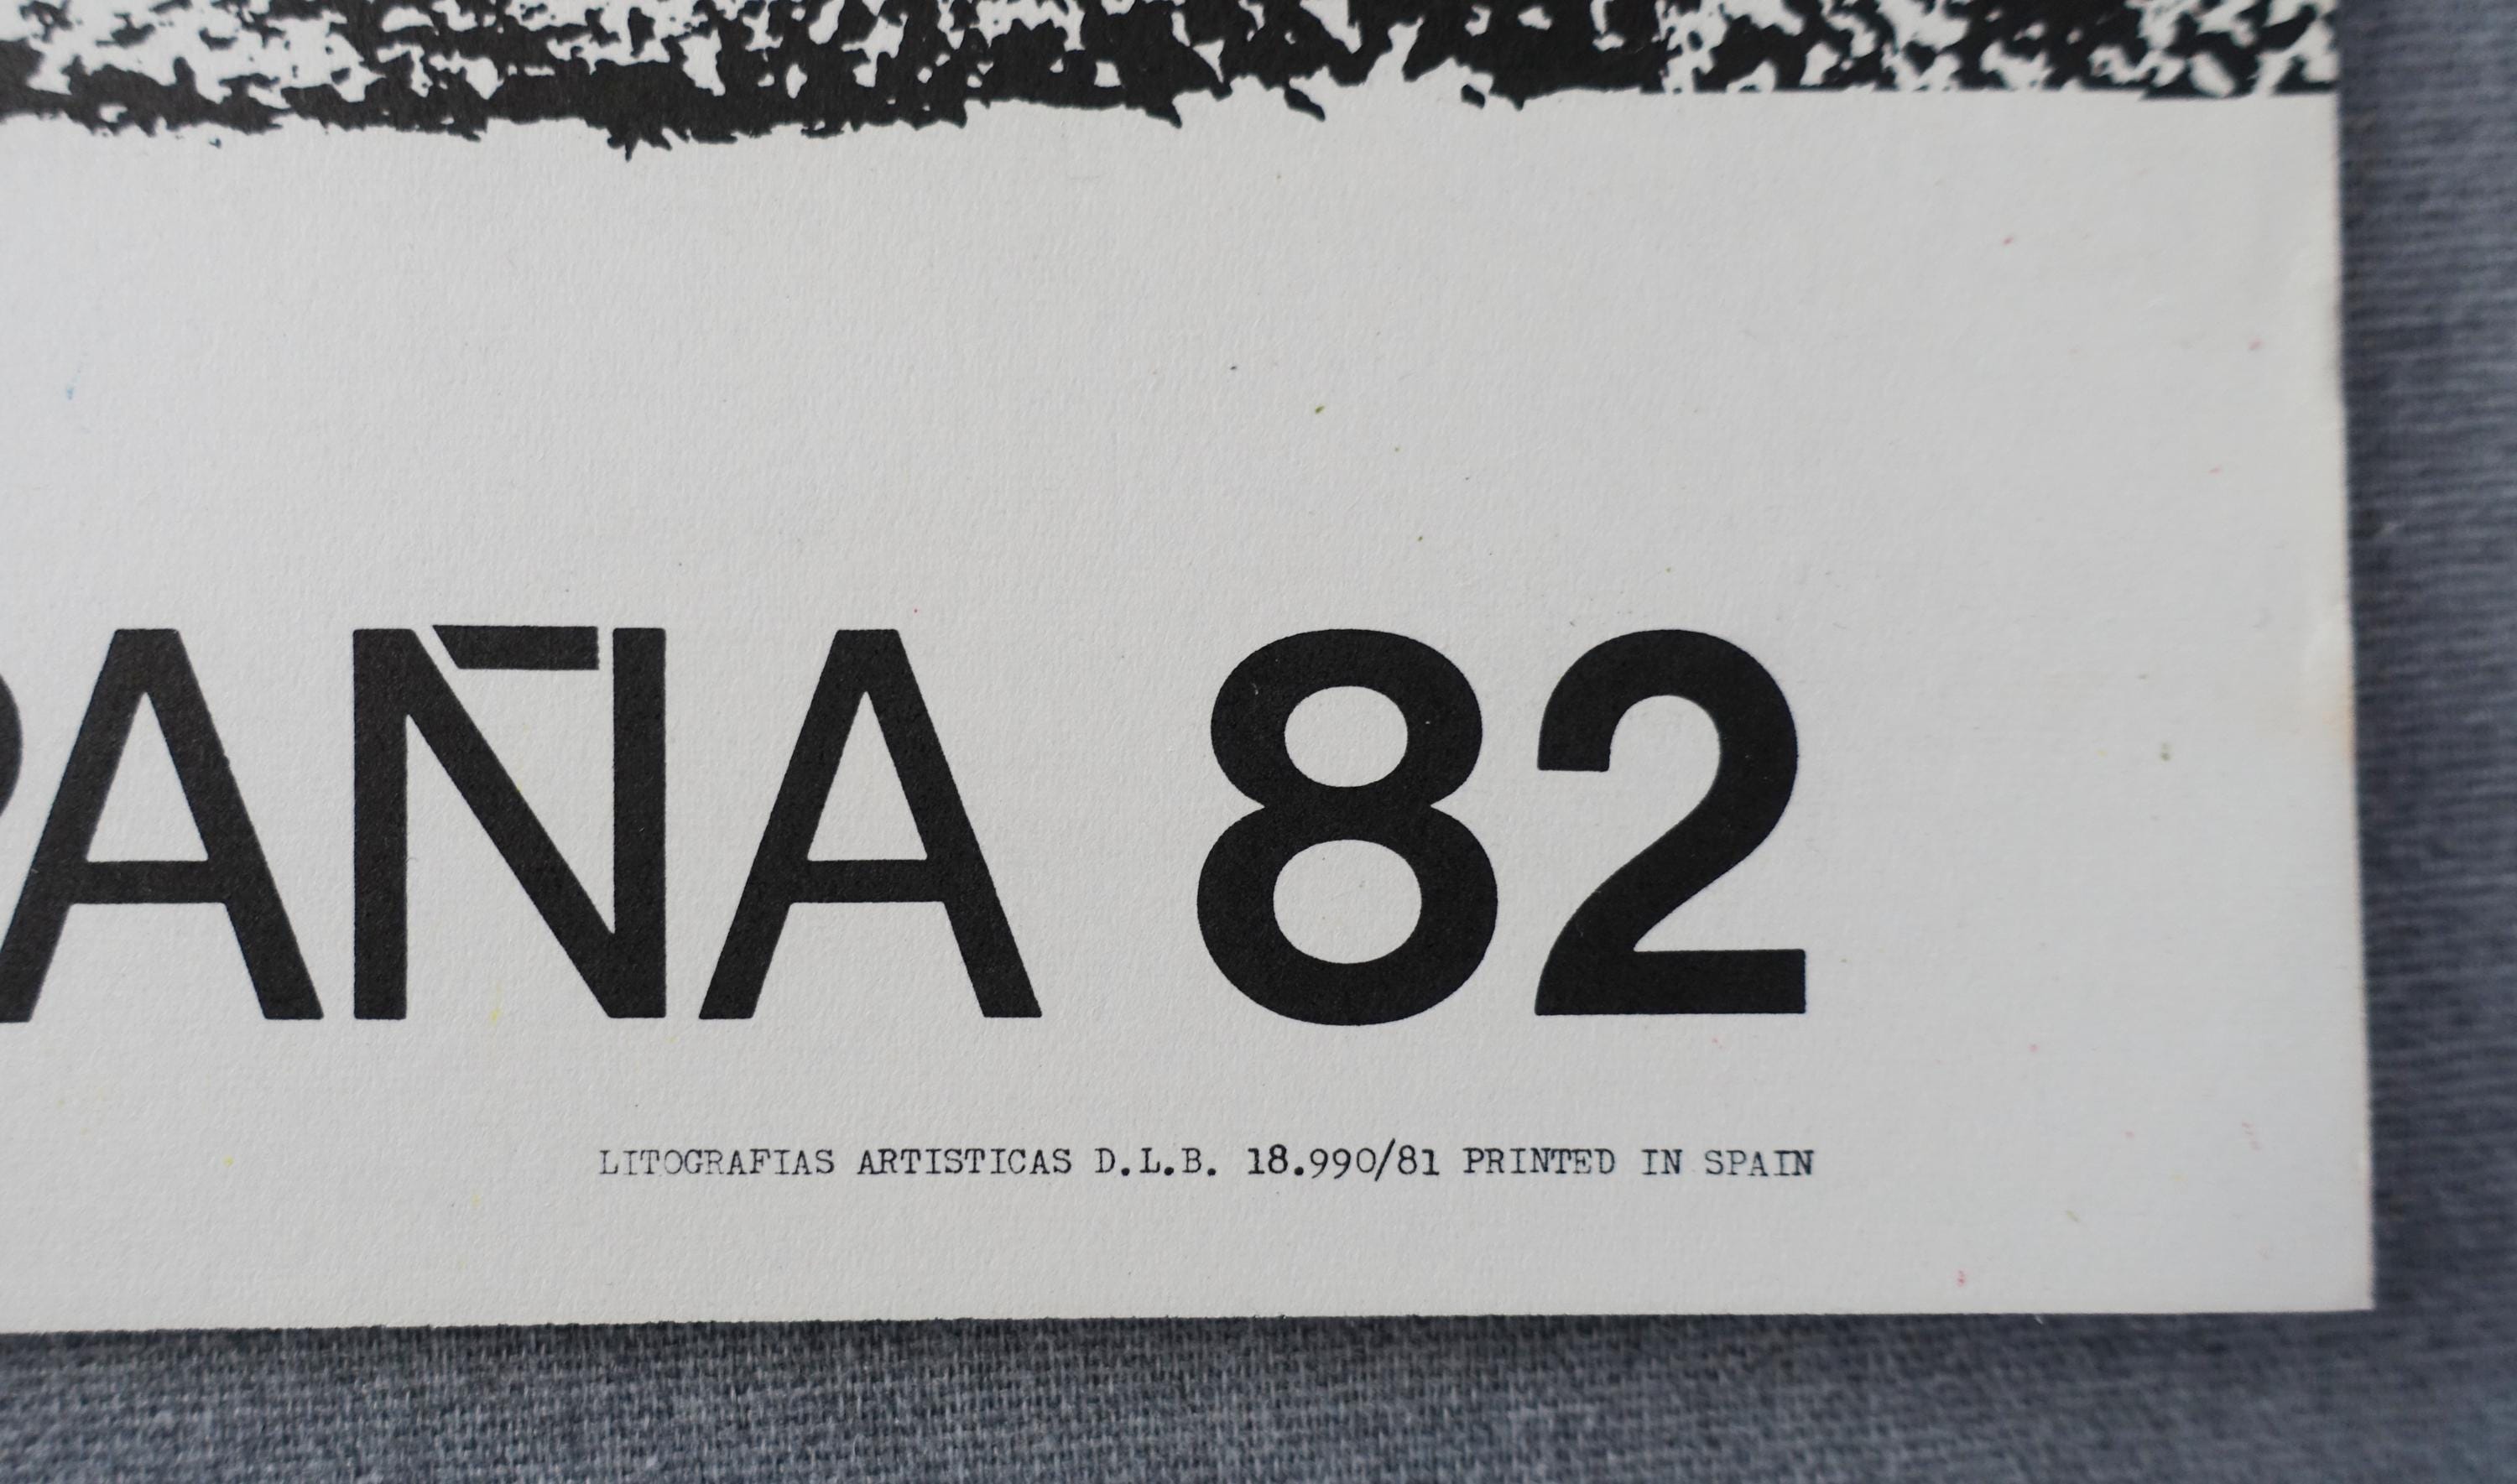 PAÑA 82
LITOGRAFIAS ARTISTICAS D.L.B. 18.990/81 PRINTED IN SPAIN